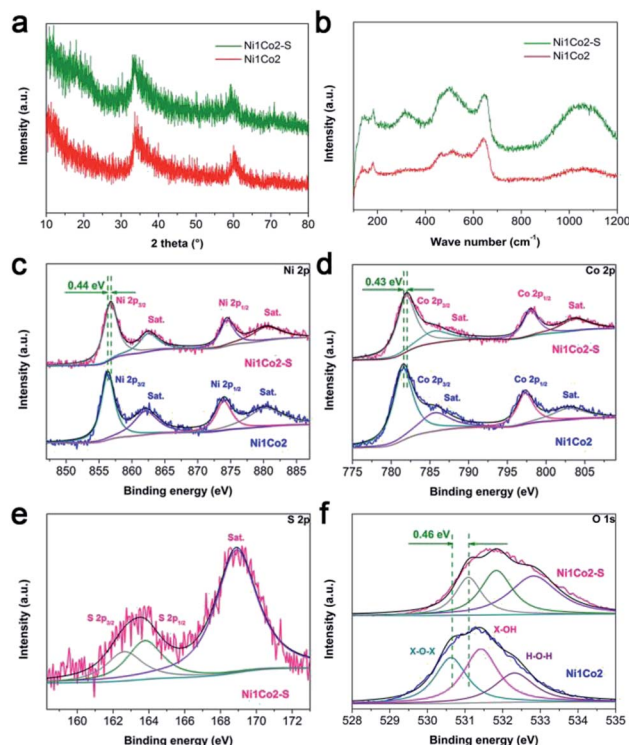 a
Ni1Co2-S
Ni1Co2
Intensity (a.u.)
10 20 30 40 50 60 70 80
2 theta (°)
b
Ni1Co2-S
Ni1Co2
Intensity (a.u.)
200 400 600 800 1000 1200
Wave number (cm-1)
c
Ni 2p
0.44 eV
Ni 2p3/2
Sat.
Ni 2p1/2
Sat.
Ni1Co2-S
Ni 2p3/2
Sat.
Ni 2p1/2
Sat.
Ni1Co2
Intensity (a.u.)
850 855 860 865 870 875 880 885
Binding energy (eV)
d
Co 2p
0.43 eV
Co 2p3/2
Sat.
Co 2p1/2
Sat.
Ni1Co2-S
Co 2p3/2
Sat.
Co 2p1/2
Sat.
Ni1Co2
Intensity (a.u.)
775 780 785 790 795 800 805
Binding energy (eV)
e
S 2p
Sat.
S 2p3/2
S 2p1/2
Ni1Co2-S
Intensity (a.u.)
160 162 164 166 168 170 172
Binding energy (eV)
f
O 1s
0.46 eV
Ni1Co2-S
X-OH
X-O-X
H-O-H
Ni1Co2
Intensity (a.u.)
528 529 530 531 532 533 534 535
Binding energy (eV)